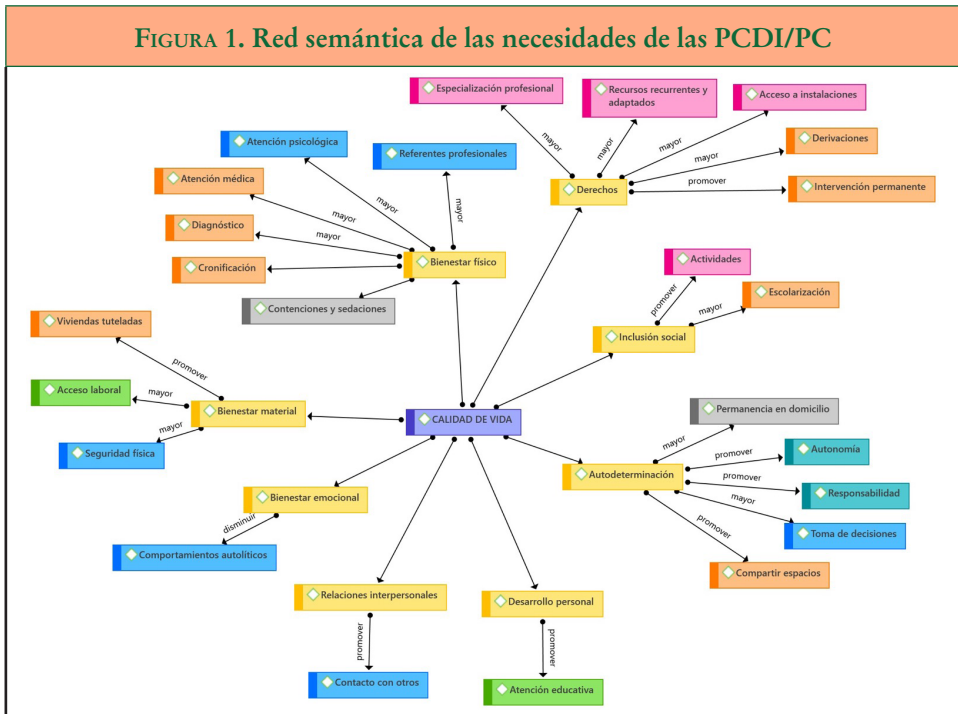 FIGURA 1. Red semántica de las necesidades de las PCDI/PC
Especialización profesional
Recursos recurrentes y
adaptados
Acceso a instalaciones
mayor
mayor
mayor
Derivaciones
mayor
promover
Intervención permanente
Derechos
Atención psicológica
Referentes profesionales
Atención médica
mayor
mayor
Diagnóstico
mayor
mayor
Cronificación
Bienestar físico
Contenciones y sedaciones
Actividades
Escolarización
promover
mayor
Inclusión social
Viviendas tuteladas
promover
Acceso laboral
mayor
Bienestar material
mayor
Seguridad física
CALIDAD DE VIDA
Permanencia en domicilio
mayor
Autonomía
promover
Autodeterminación
promover
Responsabilidad
mayor
Toma de decisiones
promover
Compartir espacios
Bienestar emocional
disminuir
Comportamientos autolíticos
Relaciones interpersonales
promover
Contacto con otros
Desarrollo personal
promover
Atención educativa